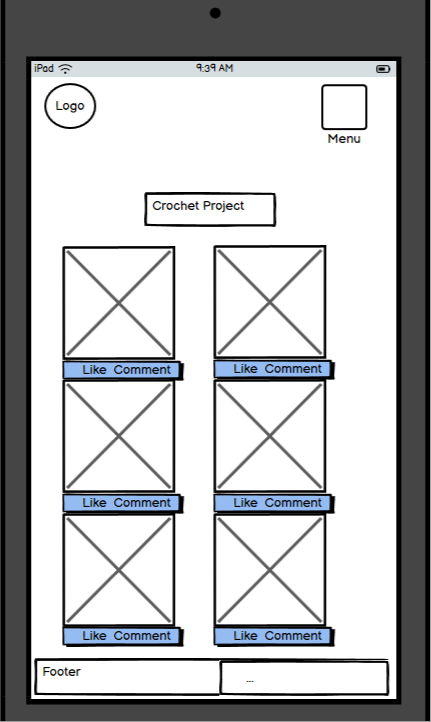 iPad 9:39 AM
Logo
Menu
Crochet Project
Like Comment Like Comment
Like Comment Like Comment
Like Comment Like Comment
Footer ...